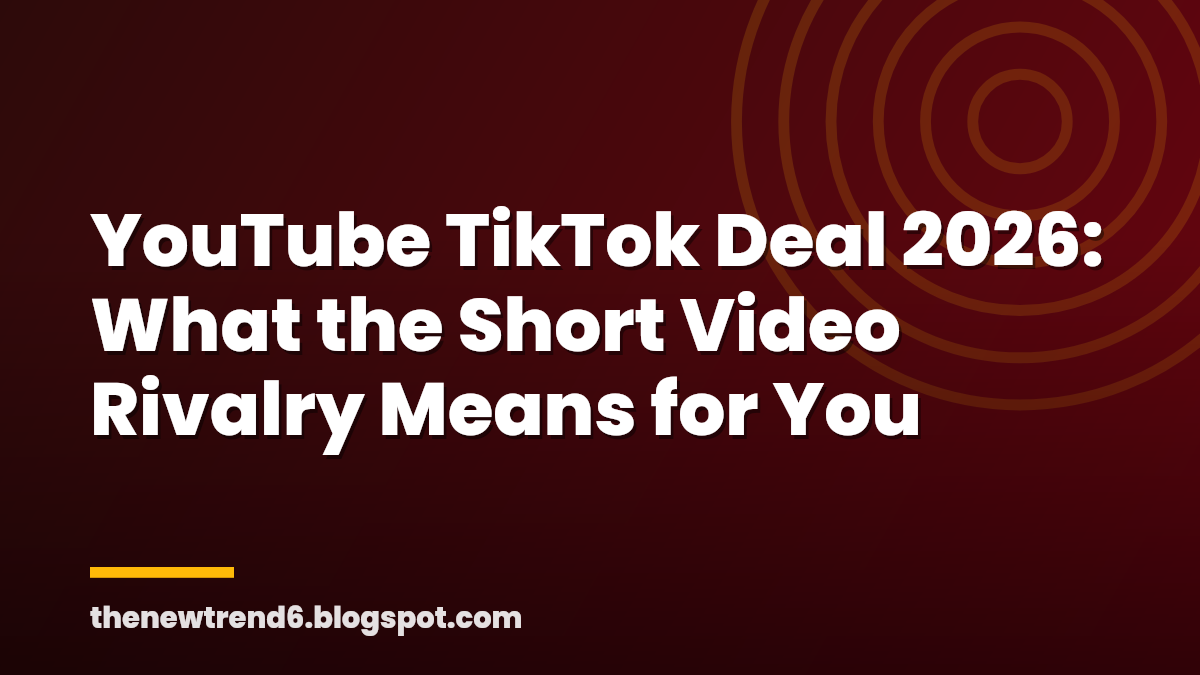 YouTube TikTok Deal 2026:
What the Short Video
Rivalry Means for You
thenewtrend6.blogspot.com